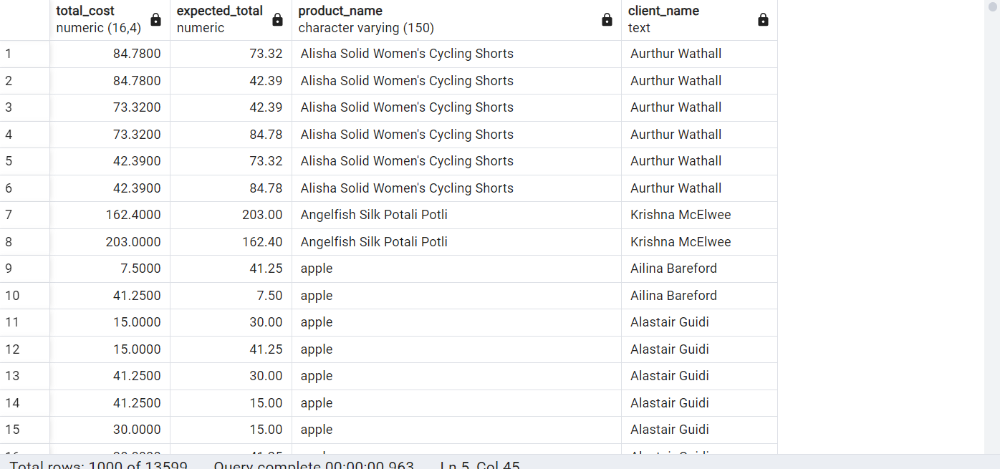 total_cost expected_total product_name client_name
numeric (16,4) numeric character varying (150) text
1 84.7800 73.32 Alisha Solid Women's Cycling Shorts Aurthur Wathall
2 84.7800 42.39 Alisha Solid Women's Cycling Shorts Aurthur Wathall
3 73.3200 42.39 Alisha Solid Women's Cycling Shorts Aurthur Wathall
4 73.3200 84.78 Alisha Solid Women's Cycling Shorts Aurthur Wathall
5 42.3900 73.32 Alisha Solid Women's Cycling Shorts Aurthur Wathall
6 42.3900 84.78 Alisha Solid Women's Cycling Shorts Aurthur Wathall
7 162.4000 203.00 Angelfish Silk Potali Potli Krishna McElwee
8 203.0000 162.40 Angelfish Silk Potali Potli Krishna McElwee
9 7.5000 41.25 apple Ailina Bareford
10 41.2500 7.50 apple Ailina Bareford
11 15.0000 30.00 apple Alastair Guidi
12 15.0000 41.25 apple Alastair Guidi
13 41.2500 30.00 apple Alastair Guidi
14 41.2500 15.00 apple Alastair Guidi
15 30.0000 15.00 apple Alastair Guidi
Total rows: 1000 of 13599 Query complete 00:00:00.963 Ln 5, Col 45